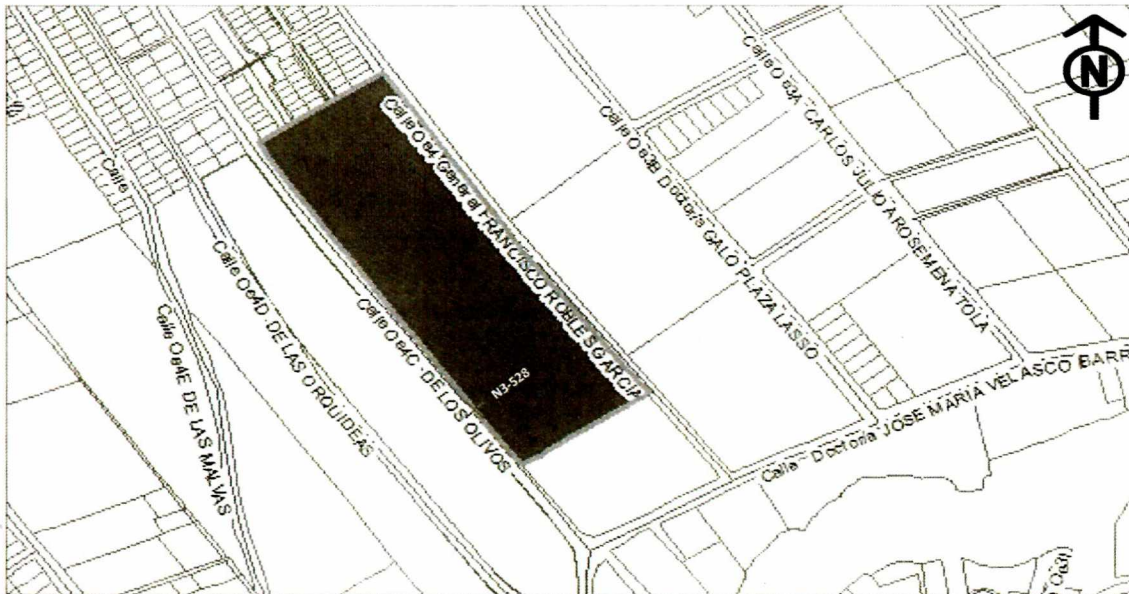 N
Calle Oe3A CARLOS JULIO AROSEMENA TOLA
Calle Oe3B Doctor/a GALO PLAZA LASSO
Calle Oe4 General FRANCISCO ROBLES GARCIA
Calle
Calle Oe4D DE LAS ORQUIDEAS
Calle Oe4C DE LOS OLIVOS
Calle Oe4E DE LAS MALVAS
N3-528
Calle Doctor/a JOSE MARIA VELASCO BARR